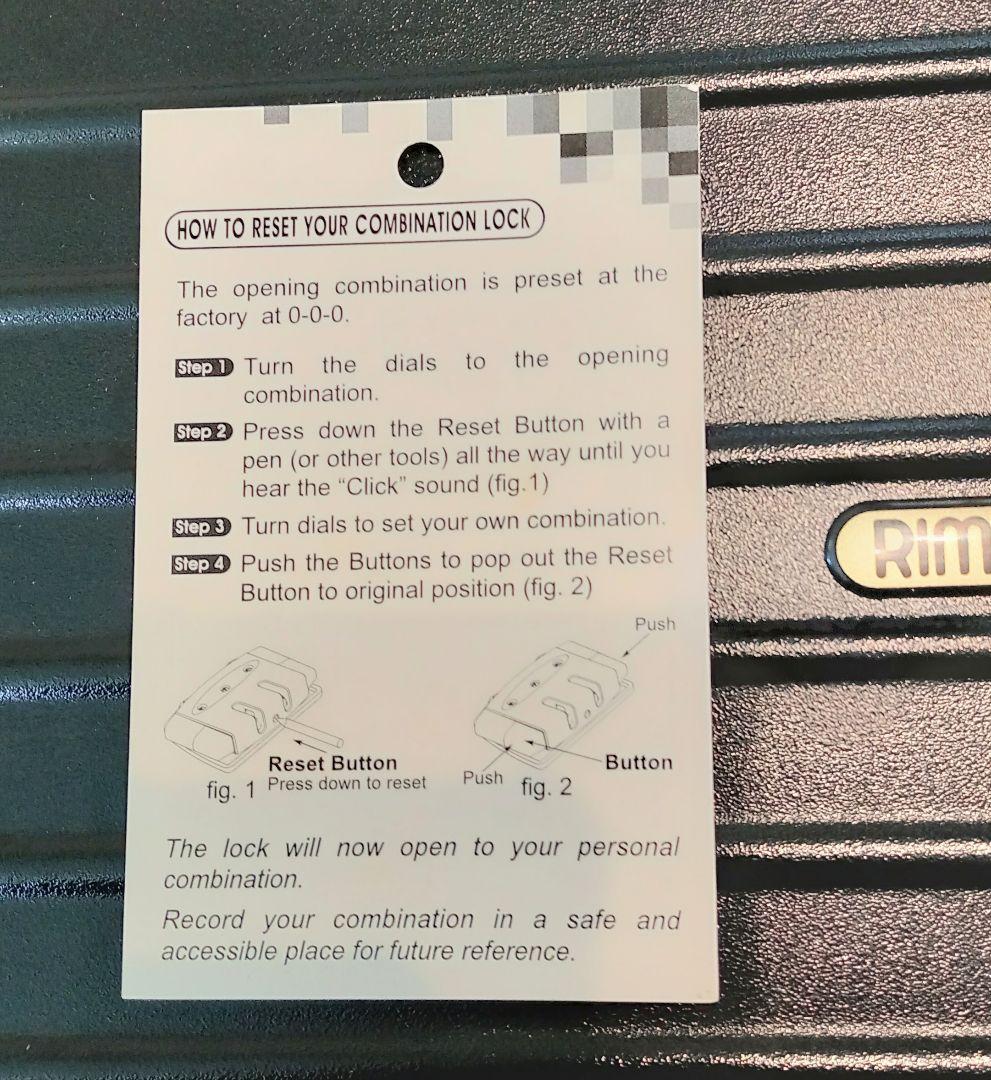 HOW TO RESET YOUR COMBINATION LOCK
The opening combination is preset at the
factory at 0-0-0.
Step 1 Turn the dials to the opening
combination.
Step 2 Press down the Reset Button with a
pen (or other tools) all the way until you
hear the “Click” sound (fig.1)
Step 3 Turn dials to set your own combination.
Step 4 Push the Buttons to pop out the Reset
Button to original position (fig. 2)
Push
Reset Button
Press down to reset
fig. 1
Push
Button
fig. 2
The lock will now open to your personal
combination.
Record your combination in a safe and
accessible place for future reference.
RIM